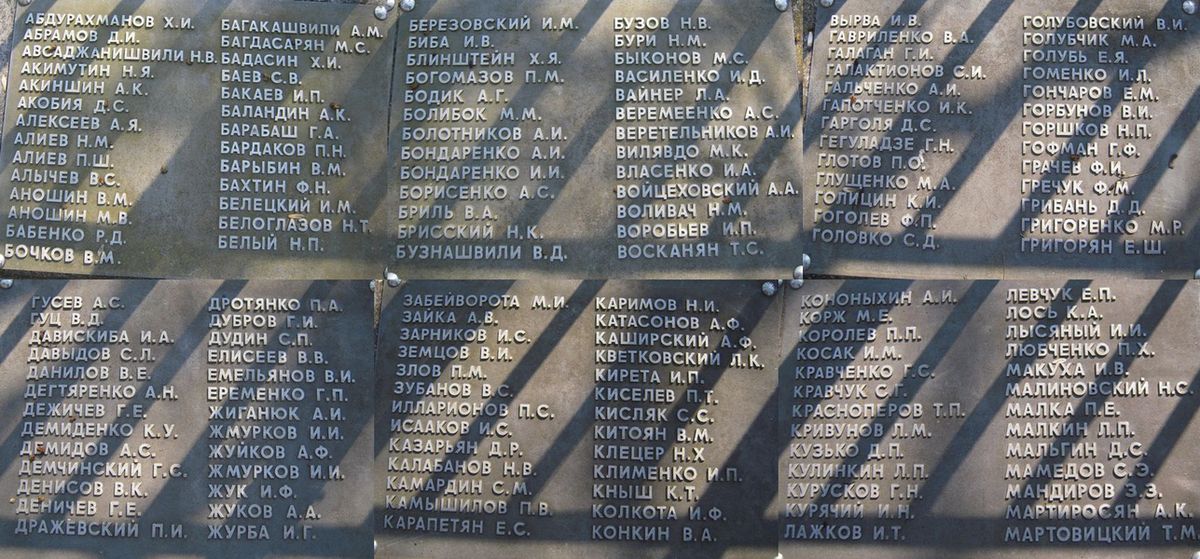 АБДУРАХМАНОВ Х.И.
АБРАМОВ Д.И.
АВСАДЖАНИШВИЛИ Н.В.
АКИМУТИН Н.Я.
АКИНШИН А.К.
АКОБИЯ Д.С.
АЛЕКСЕЕВ А.Я.
АЛИЕВ Н.М.
АЛИЕВ П.Ш.
АЛЫЧЕВ В.С.
АНОШИН В.М.
АНОШИН М.В.
БАБЕНКО Р.Д.
БОЧКОВ В.М.
БАГАКАШВИЛИ А.М.
БАГДАСАРЯН М.С.
БАДАСИН Х.И.
БАЕВ С.В.
БАКАЕВ И.П.
БАЛАНДИН А.К.
БАРАБАШ Г.А.
БАРДАКОВ П.Н.
БАРЫБИН В.М.
БАХТИН Ф.Н.
БЕЛЕЦКИЙ И.М.
БЕЛОГЛАЗОВ Н.Т.
БЕЛЫЙ Н.П.
БЕРЕЗОВСКИЙ И.М.
БИБА И.В.
БЛИНШТЕЙН Х.Я.
БОГОМАЗОВ П.М.
БОДИК А.Г.
БОЛИБОК М.М.
БОЛОТНИКОВ А.И.
БОНДАРЕНКО А.И.
БОНДАРЕНКО И.И.
БОРИСЕНКО А.С.
БРИЛЬ В.А.
БРИССКИЙ Н.К.
БУЗНАШВИЛИ В.Д.
БУЗОВ Н.В.
БУРИ Н.М.
БЫКОНОВ М.С.
ВАСИЛЕНКО И.Д.
ВАЙНЕР Л.А.
ВЕРЕМЕЕНКО А.С.
ВЕРЕТЕЛЬНИКОВ А.И.
ВИЛЯВДО М.К.
ВЛАСЕНКО И.А.
ВОЙЦЕХОВСКИЙ А.А.
ВОЛИВАЧ Н.М.
ВОРОБЬЕВ И.П.
ВОСКАНЯН Т.С.
ВЫРВА И.В.
ГАВРИЛЕНКО В.А.
ГАЛАГАН Г.И.
ГАЛАКТИОНОВ С.И.
ГАЛЬЧЕНКО А.И.
ГАПОТЧЕНКО И.К.
ГАРГОЛЯ Д.С.
ГЕГУЛАДЗЕ Г.Н.
ГЛОТОВ П.О.
ГЛУЩЕНКО М.А.
ГОЛИЦИН К.И.
ГОГОЛЕВ Ф.П.
ГОЛОВКО С.Д.
ГОЛУБОВСКИЙ В.И.
ГОЛУБЧИК М.А.
ГОЛУБЬ Е.Я.
ГОМЕНКО И.Л.
ГОНЧАРОВ Е.М.
ГОРБУНОВ В.И.
ГОРШКОВ Н.П.
ГОФМАН Г.Ф.
ГРАЧЕВ Ф.И.
ГРЕЧУК Ф.М.
ГРИБАНЬ Д.Д.
ГРИГОРЕНКО М.Р.
ГРИГОРЯН Е.Ш.
ГУСЕВ А.С.
ГУЦ В.Д.
ДАВИСКИБА И.А.
ДАВЫДОВ С.Л.
ДАНИЛОВ В.Е.
ДЕГТЯРЕНКО А.Н.
ДЕЖИЧЕВ Г.Е.
ДЕМИДЕНКО К.У.
ДЕМИДОВ А.С.
ДЕМЧИНСКИЙ Г.С.
ДЕНИСОВ В.К.
ДЕНИЧЕВ Г.Е.
ДРАЖЕВСКИЙ П.И.
ДРОТЯНКО П.А.
ДУБРОВ Г.И.
ДУДИН С.П.
ЕЛИСЕЕВ В.В.
ЕМЕЛЬЯНОВ В.И.
ЕРЕМЕНКО Г.П.
ЖИГАНЮК А.И.
ЖМУРКОВ И.И.
ЖУЙКОВ А.Ф.
ЖМУРКОВ И.И.
ЖУК И.Ф.
ЖУКОВ А.А.
ЖУРБА И.Г.
ЗАБЕЙВОРОТА М.И.
ЗАЙКА А.В.
ЗАРНИКОВ И.С.
ЗЕМЦОВ В.И.
ЗЛОВ П.М.
ЗУБАНОВ В.С.
ИЛЛАРИОНОВ П.С.
ИСААКОВ И.С.
КАЗАРЬЯН Д.Р.
КАЛАБАНОВ Н.В.
КАМАРДИН С.М.
КАМЫШИЛОВ П.В.
КАРАПЕТЯН Е.С.
КАРИМОВ Н.И.
КАТАСОНОВ А.Ф.
КАШИРСКИЙ А.Ф.
КВЕТКОВСКИЙ Л.К.
КИРЕТА И.П.
КИСЕЛЕВ П.Т.
КИСЛЯК С.С.
КИТОЯН В.М.
КЛЕЦЕР Н.Х
КЛИМЕНКО И.П.
КНЫШ К.Т.
КОЛКОТА И.Ф.
КОНКИН В.А.
КОНОНЫХИН А.И.
КОРЖ М.Е.
КОРОЛЕВ П.П.
КОСАК И.М.
КРАВЧЕНКО Г.С.
КРАВЧУК С.Г.
КРАСНОПЕРОВ Т.П.
КРИВУНОВ Л.М.
КУЗЬКО Д.П.
КУЛИНКИН Л.П.
КУРУСКОВ Г.Н.
КУРЯЧИЙ И.Н.
ЛАЖКОВ И.Т.
ЛЕВЧУК Е.П.
ЛОСЬ К.А.
ЛЫСЯНЫЙ И.И.
ЛЮБЧЕНКО П.Х.
МАКУХА И.В.
МАЛИНОВСКИЙ Н.С.
МАЛКА П.Е.
МАЛКИН Л.П.
МАЛЬГИН Д.С.
МАМЕДОВ С.Э.
МАНДИРОВ З.З.
МАРТИРОСЯН А.К.
МАРТОВИЦКИЙ Т.М